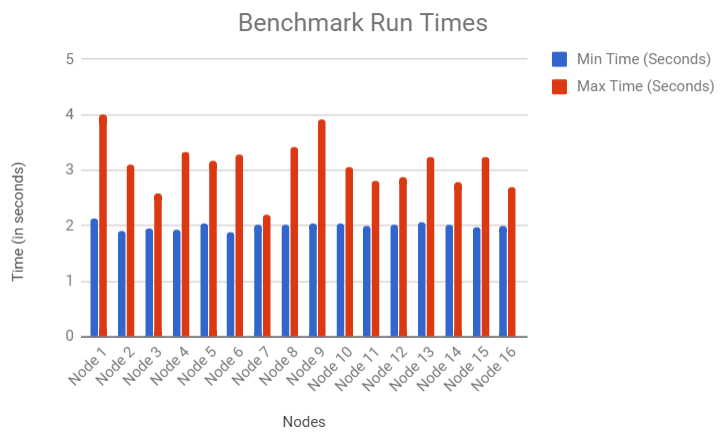 Benchmark Run Times
Min Time (Seconds)
Max Time (Seconds)
Time (in seconds)
5
4
3
2
1
0
Node 1
Node 2
Node 3
Node 4
Node 5
Node 6
Node 7
Node 8
Node 9
Node 10
Node 11
Node 12
Node 13
Node 14
Node 15
Node 16
Nodes